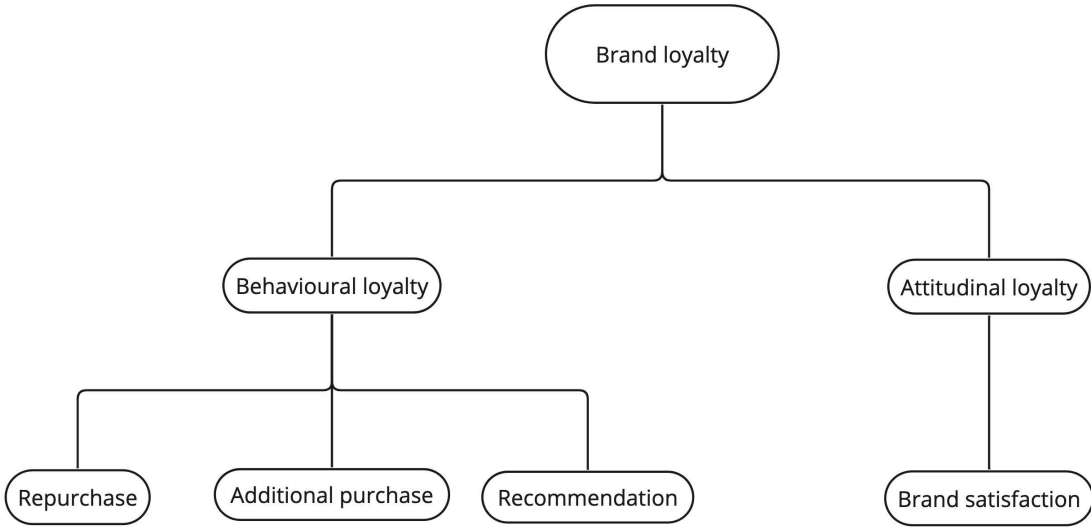 Brand loyalty
Behavioural loyalty
Attitudinal loyalty
Repurchase
Additional purchase
Recommendation
Brand satisfaction